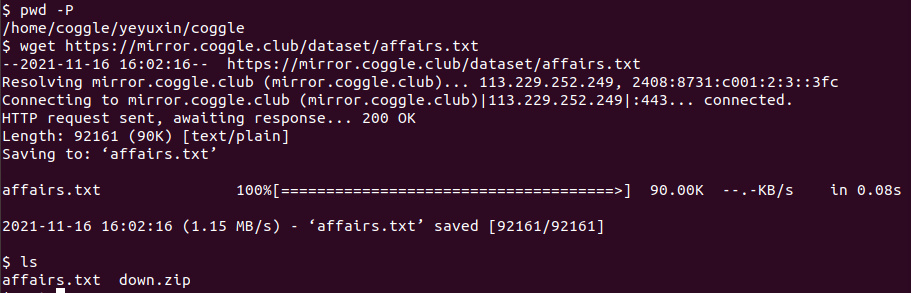 $ pwd -P
/home/coggle/yeyuxin/coggle
$ wget https://mirror.coggle.club/dataset/affairs.txt
--2021-11-16 16:02:16--  https://mirror.coggle.club/dataset/affairs.txt
Resolving mirror.coggle.club (mirror.coggle.club)... 113.229.252.249, 2408:8731:c001:2:3::3fc
Connecting to mirror.coggle.club (mirror.coggle.club)|113.229.252.249|:443... connected.
HTTP request sent, awaiting response... 200 OK
Length: 92161 (90K) [text/plain]
Saving to: ‘affairs.txt’
affairs.txt               100%[=====================================>]  90.00K  --.-KB/s    in 0.08s
2021-11-16 16:02:16 (1.15 MB/s) - ‘affairs.txt’ saved [92161/92161]
$ ls
affairs.txt  down.zip